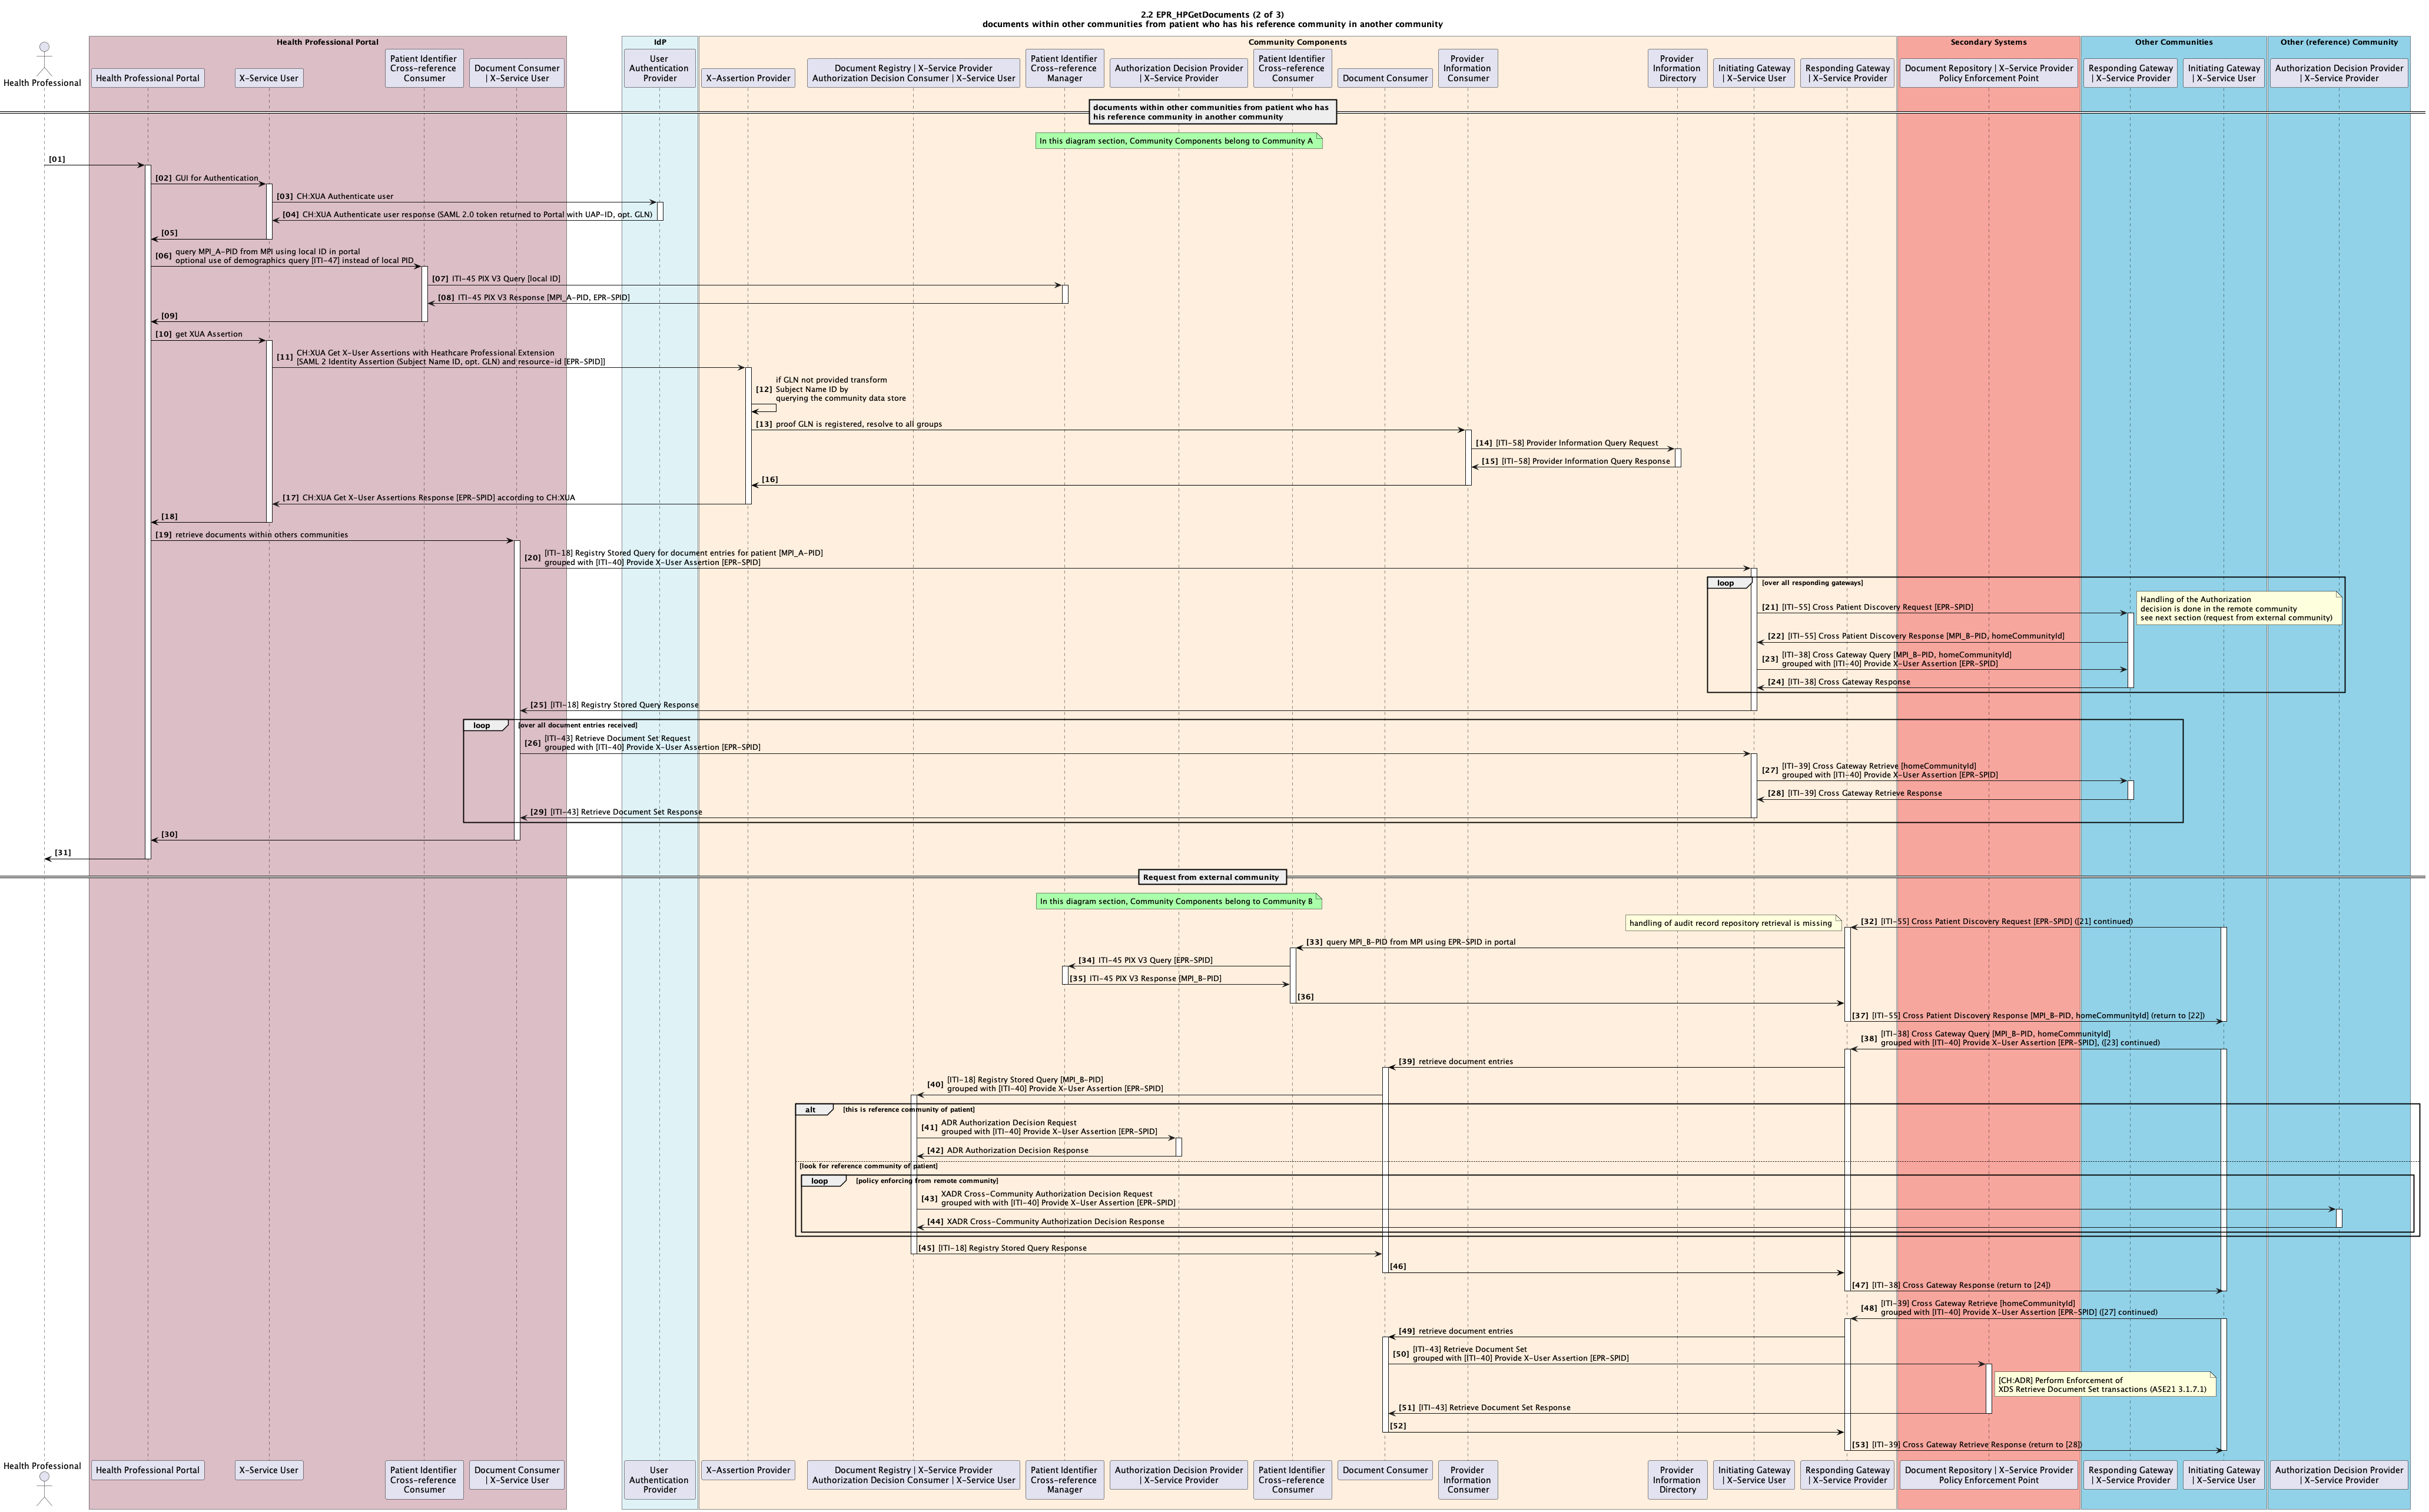 2.2 EPR_HPGetDocuments (2 of 3)
documents within other communities from patient who has his reference community in another community
Health Professional Portal
IdP
Community Components
Secondary Systems
Other Communities
Other (reference) Community
Health Professional
Health Professional Portal
X-Service User
Patient Identifier
Cross-reference
Consumer
Document Consumer
| X-Service User
User
Authentication
Provider
X-Assertion Provider
Document Registry | X-Service Provider
Authorization Decision Consumer | X-Service User
Patient Identifier
Cross-reference
Manager
Authorization Decision Provider
| X-Service Provider
Patient Identifier
Cross-reference
Consumer
Document Consumer
Provider
Information
Consumer
Provider
Information
Directory
Initiating Gateway
| X-Service User
Responding Gateway
| X-Service Provider
Document Repository | X-Service Provider
Policy Enforcement Point
Responding Gateway
| X-Service Provider
Initiating Gateway
| X-Service User
Authorization Decision Provider
| X-Service Provider
documents within other communities from patient who has
his reference community in another community
In this diagram section, Community Components belong to Community A
[01]
[02] GUI for Authentication
[03] CH:XUA Authenticate user
[04] CH:XUA Authenticate user response (SAML 2.0 token returned to Portal with UAP-ID, opt. GLN)
[05]
[06] query MPI_A-PID from MPI using local ID in portal
optional use of demographics query [ITI-47] instead of local PID
[07] ITI-45 PIX V3 Query [local ID]
[08] ITI-45 PIX V3 Response [MPI_A-PID, EPR-SPID]
[09]
[10] get XUA Assertion
[11] CH:XUA Get X-User Assertions with Heathcare Professional Extension
[SAML 2 Identity Assertion (Subject Name ID, opt. GLN) and resource-id [EPR-SPID]]
[12] if GLN not provided transform
Subject Name ID by
querying the community data store
[13] proof GLN is registered, resolve to all groups
[14] [ITI-58] Provider Information Query Request
[15] [ITI-58] Provider Information Query Response
[16]
[17] CH:XUA Get X-User Assertions Response [EPR-SPID] according to CH:XUA
[18]
[19] retrieve documents within others communities
[20] [ITI-18] Registry Stored Query for document entries for patient [MPI_A-PID]
grouped with [ITI-40] Provide X-User Assertion [EPR-SPID]
loop [over all responding gateways]
[21] [ITI-55] Cross Patient Discovery Request [EPR-SPID]
Handling of the Authorization
decision is done in the remote community
see next section (request from external community)
[22] [ITI-55] Cross Patient Discovery Response [MPI_B-PID, homeCommunityId]
[23] [ITI-38] Cross Gateway Query [MPI_B-PID, homeCommunityId]
grouped with [ITI-40] Provide X-User Assertion [EPR-SPID]
[24] [ITI-38] Cross Gateway Response
[25] [ITI-18] Registry Stored Query Response
loop [over all document entries received]
[26] [ITI-43] Retrieve Document Set Request
grouped with [ITI-40] Provide X-User Assertion [EPR-SPID]
[27] [ITI-39] Cross Gateway Retrieve [homeCommunityId]
grouped with [ITI-40] Provide X-User Assertion [EPR-SPID]
[28] [ITI-39] Cross Gateway Retrieve Response
[29] [ITI-43] Retrieve Document Set Response
[30]
[31]
Request from external community
In this diagram section, Community Components belong to Community B
handling of audit record repository retrieval is missing
[32] [ITI-55] Cross Patient Discovery Request [EPR-SPID] ([21] continued)
[33] query MPI_B-PID from MPI using EPR-SPID in portal
[34] ITI-45 PIX V3 Query [EPR-SPID]
[35] ITI-45 PIX V3 Response [MPI_B-PID]
[36]
[37] [ITI-55] Cross Patient Discovery Response [MPI_B-PID, homeCommunityId] (return to [22])
[38] [ITI-38] Cross Gateway Query [MPI_B-PID, homeCommunityId]
grouped with [ITI-40] Provide X-User Assertion [EPR-SPID], ([23] continued)
[39] retrieve document entries
[40] [ITI-18] Registry Stored Query [MPI_B-PID]
grouped with [ITI-40] Provide X-User Assertion [EPR-SPID]
alt [this is reference community of patient]
[41] ADR Authorization Decision Request
grouped with [ITI-40] Provide X-User Assertion [EPR-SPID]
[42] ADR Authorization Decision Response
[look for reference community of patient]
loop [policy enforcing from remote community]
[43] XADR Cross-Community Authorization Decision Request
grouped with with [ITI-40] Provide X-User Assertion [EPR-SPID]
[44] XADR Cross-Community Authorization Decision Response
[45] [ITI-18] Registry Stored Query Response
[46]
[47] [ITI-38] Cross Gateway Response (return to [24])
[48] [ITI-39] Cross Gateway Retrieve [homeCommunityId]
grouped with [ITI-40] Provide X-User Assertion [EPR-SPID] ([27] continued)
[49] retrieve document entries
[50] [ITI-43] Retrieve Document Set
grouped with [ITI-40] Provide X-User Assertion [EPR-SPID]
[CH:ADR] Perform Enforcement of
XDS Retrieve Document Set transactions (A5E21 3.1.7.1)
[51] [ITI-43] Retrieve Document Set Response
[52]
[53] [ITI-39] Cross Gateway Retrieve Response (return to [28])
Health Professional
Health Professional Portal
X-Service User
Patient Identifier
Cross-reference
Consumer
Document Consumer
| X-Service User
User
Authentication
Provider
X-Assertion Provider
Document Registry | X-Service Provider
Authorization Decision Consumer | X-Service User
Patient Identifier
Cross-reference
Manager
Authorization Decision Provider
| X-Service Provider
Patient Identifier
Cross-reference
Consumer
Document Consumer
Provider
Information
Consumer
Provider
Information
Directory
Initiating Gateway
| X-Service User
Responding Gateway
| X-Service Provider
Document Repository | X-Service Provider
Policy Enforcement Point
Responding Gateway
| X-Service Provider
Initiating Gateway
| X-Service User
Authorization Decision Provider
| X-Service Provider